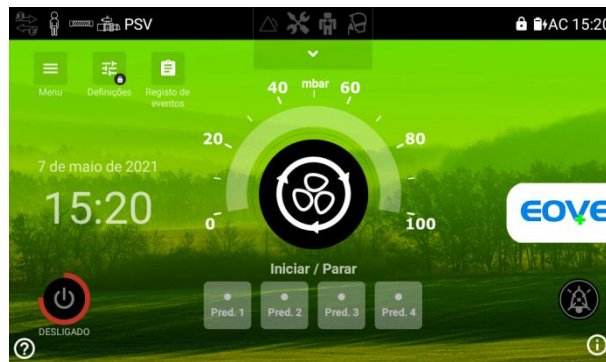 PSV
AC 15:20
Menu
Definições
Registo de
eventos
40 mbar 60
20
80
7 de maio de 2021
15:20
0
100
EOVE
Iniciar / Parar
Pred. 1 Pred. 2 Pred. 3 Pred. 4
DESLIGADO